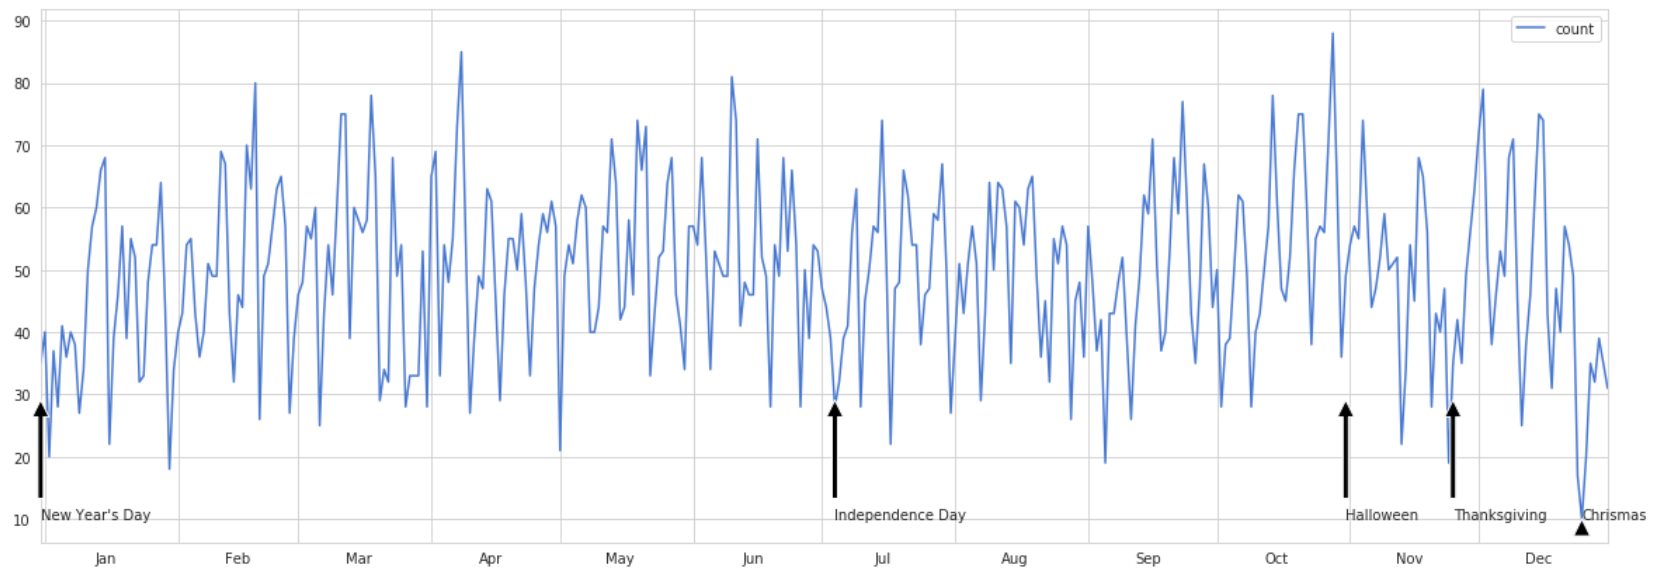 90
count
80
70
60
50
40
30
20
10
New Year's Day
Independence Day
Halloween
Thanksgiving
Chrismas
Jan
Feb
Mar
Apr
May
Jun
Jul
Aug
Sep
Oct
Nov
Dec